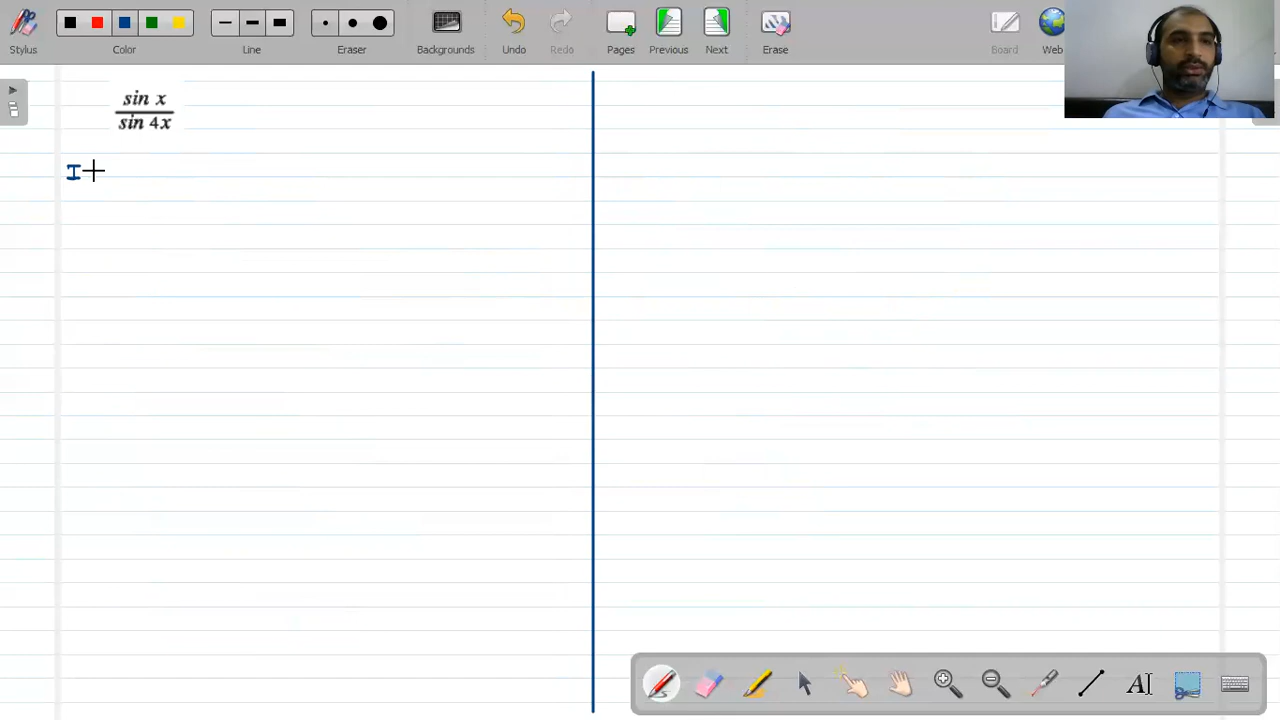 Stylus Color Line Eraser Backgrounds Undo Redo Pages Previous Next Erase Board Web
sin x
sin 4x
I